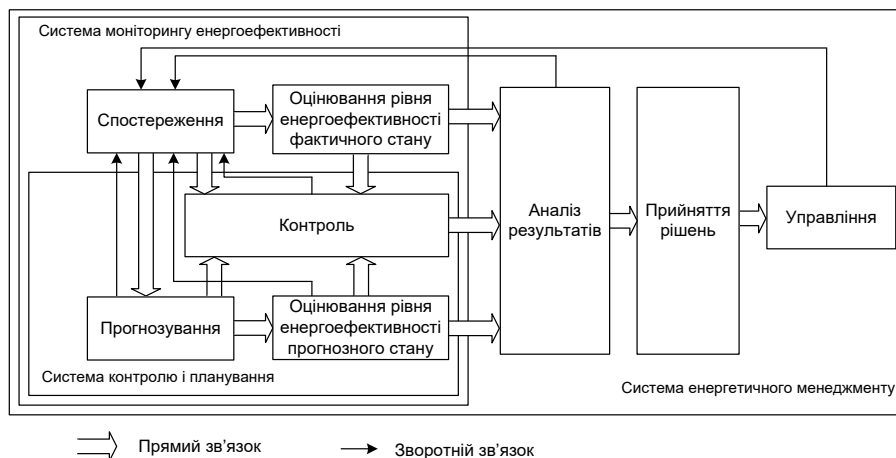 Система моніторингу енергоефективності
Спостереження
Оцінювання рівня
енергоефективності
фактичного стану
Контроль
Аналіз
результатів
Прийняття
рішень
Управління
Прогнозування
Оцінювання рівня
енергоефективності
прогнозного стану
Система контролю і планування
Система енергетичного менеджменту
Прямий зв'язок
Зворотній зв'язок